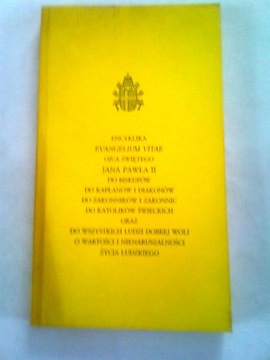 ENCYKLIKA
EVANGELIUM VITAE
OJCA ŚWIĘTEGO
JANA PAWŁA II
DO BISKUPÓW
DO KAPŁANÓW I DIAKONÓW
DO ZAKONNIKÓW I ZAKONNIC
DO KATOLIKÓW ŚWIECKICH
ORAZ
DO WSZYSTKICH LUDZI DOBREJ WOLI
O WARTOŚCI I NIENARUSZALNOŚCI
ŻYCIA LUDZKIEGO